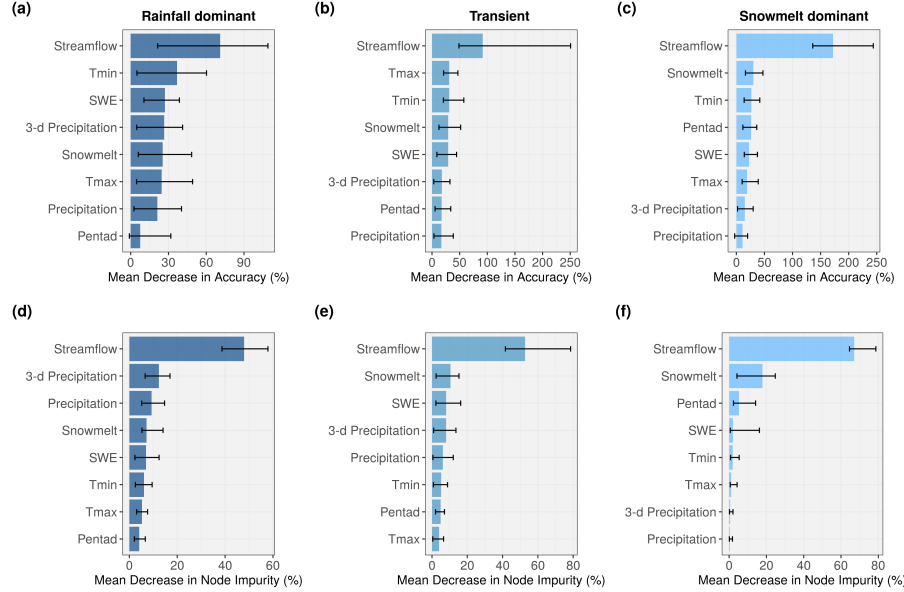 (a)
Rainfall dominant
Streamflow
Tmin
SWE
3-d Precipitation
Snowmelt
Tmax
Precipitation
Pentad
0 30 60 90
Mean Decrease in Accuracy (%)
(b)
Transient
Streamflow
Tmax
Tmin
Snowmelt
SWE
3-d Precipitation
Pentad
Precipitation
0 50 100 150 200 250
Mean Decrease in Accuracy (%)
(c)
Snowmelt dominant
Streamflow
Snowmelt
Tmin
Pentad
SWE
Tmax
3-d Precipitation
Precipitation
0 50 100 150 200 250
Mean Decrease in Accuracy (%)
(d)
Streamflow
3-d Precipitation
Precipitation
Snowmelt
SWE
Tmin
Tmax
Pentad
0 20 40 60
Mean Decrease in Node Impurity (%)
(e)
Streamflow
Snowmelt
SWE
3-d Precipitation
Precipitation
Tmin
Pentad
Tmax
0 20 40 60 80
Mean Decrease in Node Impurity (%)
(f)
Streamflow
Snowmelt
Pentad
SWE
Tmin
Tmax
3-d Precipitation
Precipitation
0 20 40 60 80
Mean Decrease in Node Impurity (%)